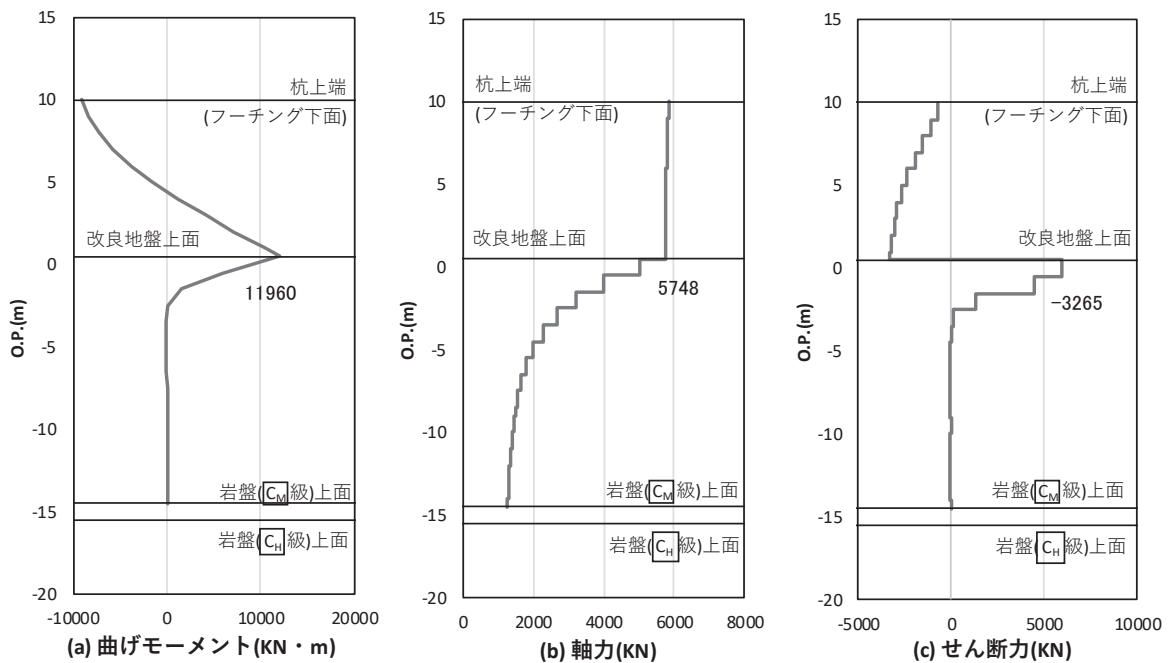 15
10
5
0
-5
-10
-15
-20
O.P.(m)
杭上端
(フーチング下面)
改良地盤上面
11960
岩盤(CM級)上面
岩盤(CH級)上面
-10000 0 10000 20000
(a) 曲げモーメント(KN・m)
15
10
5
0
-5
-10
-15
-20
O.P.(m)
杭上端
(フーチング下面)
改良地盤上面
5748
岩盤(CM級)上面
岩盤(CH級)上面
0 2000 4000 6000 8000
(b) 軸力(KN)
15
10
5
0
-5
-10
-15
-20
O.P.(m)
杭上端
(フーチング下面)
改良地盤上面
-3265
岩盤(CM級)上面
岩盤(CH級)上面
-5000 0 5000 10000
(c) せん断力(KN)